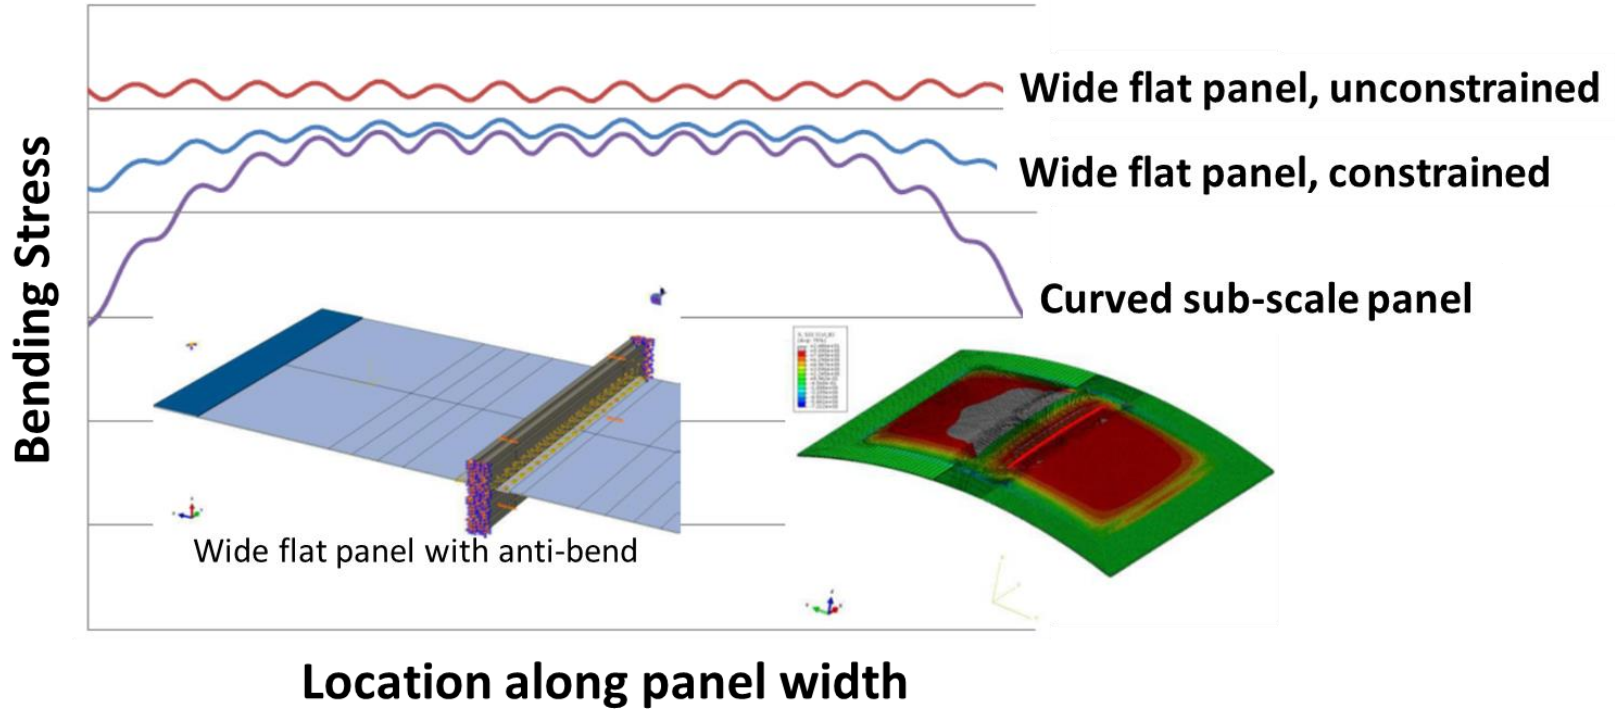 Wide flat panel, unconstrained
Wide flat panel, constrained
Bending Stress
Curved sub-scale panel
Wide flat panel with anti-bend
Location along panel width